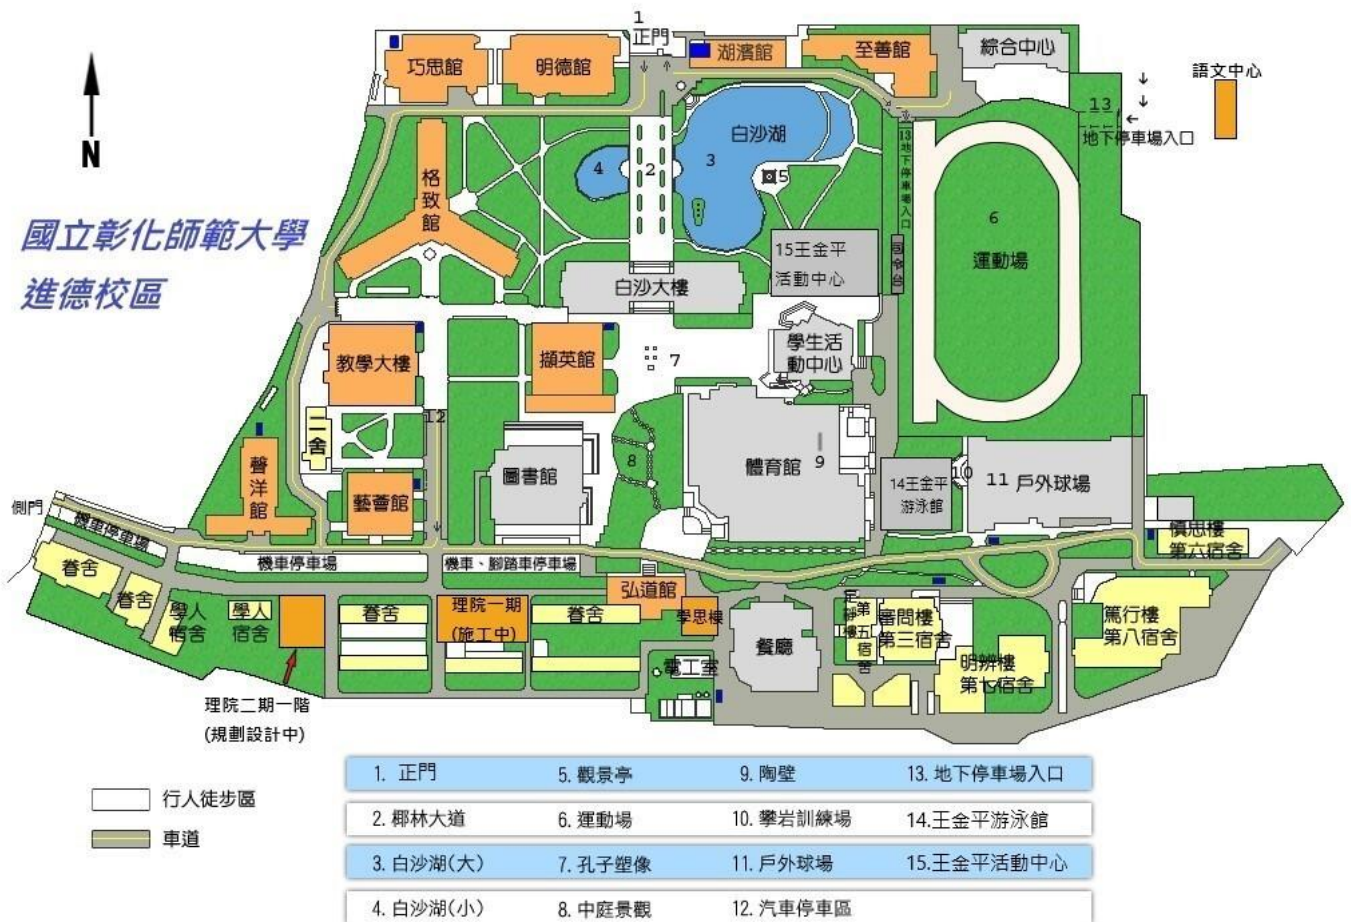 1
正門
巧思館
明德館
湖濱館
至善館
綜合中心
語文中心
13
地下停車場入口
N
白沙湖
3
4
2
5
13地下停車場入口
6
運動場
格致館
國立彰化師範大學
進德校區
15王金平
活動中心
司令台
白沙大樓
教學大樓
擷英館
7
學生活
動中心
12
二舍
聲洋館
藝薈館
圖書館
8
體育館
9
14王金平
游泳館
10
11 戶外球場
側門
機車停車場
機車停車場
機車、腳踏車停車場
慎思樓
第六宿舍
眷舍
眷舍
學人
宿舍
學人
宿舍
眷舍
理院一期
(施工中)
眷舍
弘道館
學思樓
餐廳
電工室
定靜樓
第五宿舍
審問樓
第三宿舍
明辨樓
第七宿舍
篤行樓
第八宿舍
理院二期一階
(規劃設計中)
行人徒步區
車道
1. 正門 5. 觀景亭 9. 陶壁 13. 地下停車場入口
2. 椰林大道 6. 運動場 10. 攀岩訓練場 14.王金平游泳館
3. 白沙湖(大) 7. 孔子塑像 11. 戶外球場 15.王金平活動中心
4. 白沙湖(小) 8. 中庭景觀 12. 汽車停車區